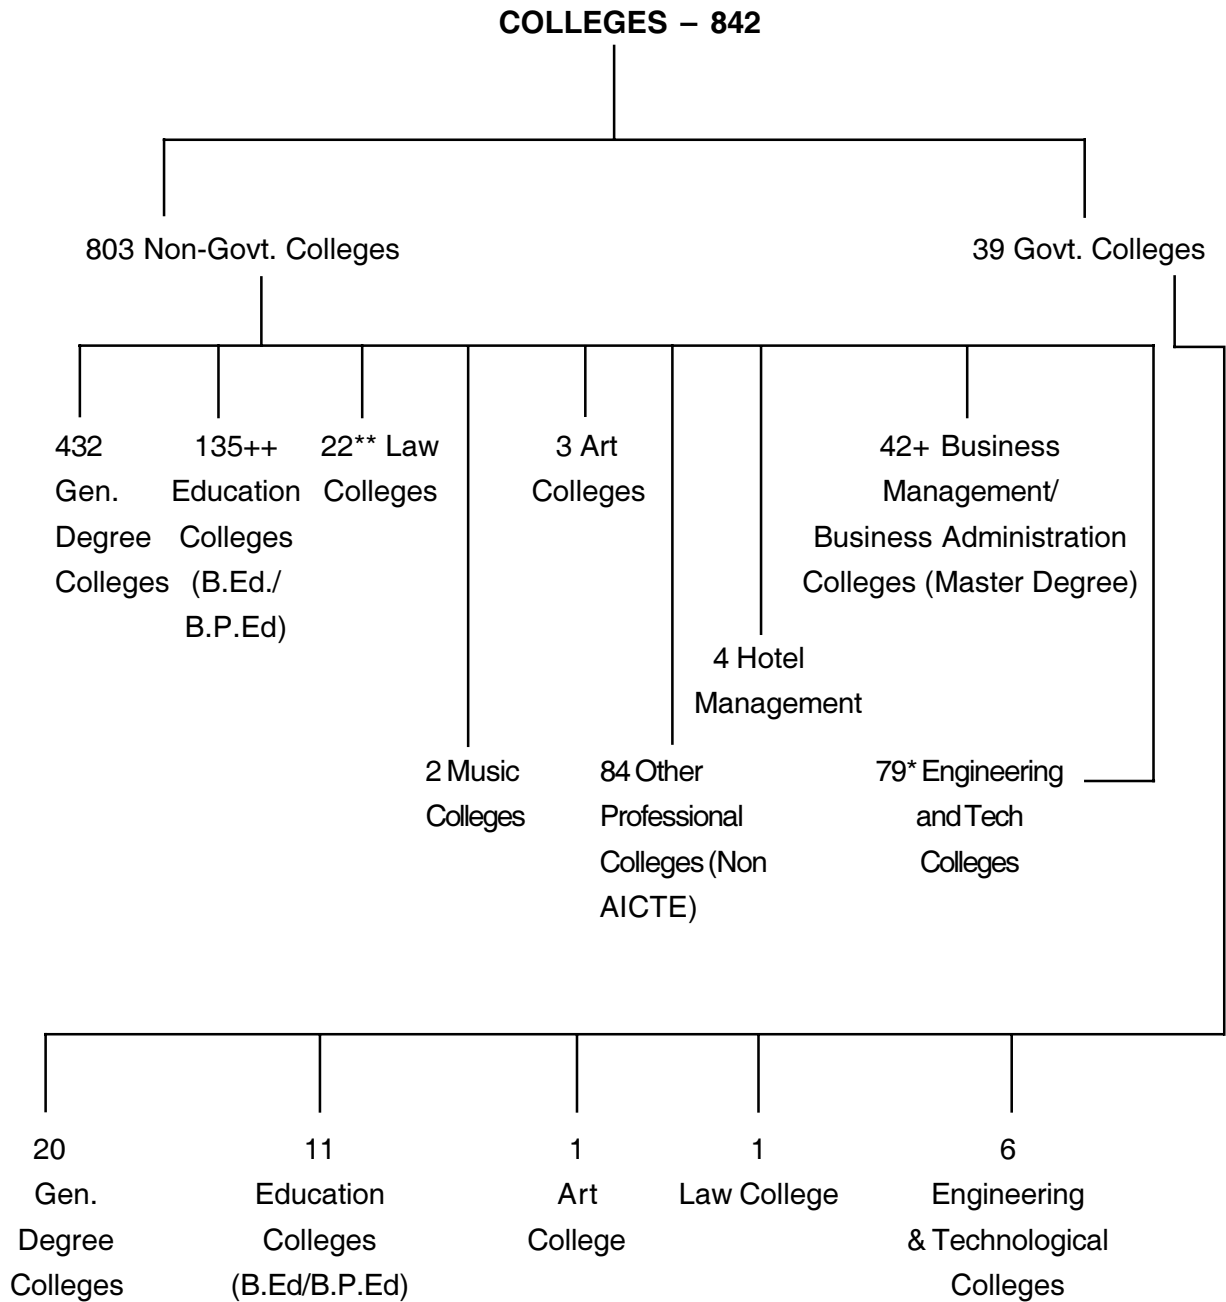 COLLEGES – 842
803 Non-Govt. Colleges
39 Govt. Colleges
432
Gen.
Degree
Colleges
135++
Education
Colleges
(B.Ed./
B.P.Ed)
22** Law
Colleges
2 Music
Colleges
3 Art
Colleges
84 Other
Professional
Colleges (Non
AICTE)
4 Hotel
Management
42+ Business
Management/
Business Administration
Colleges (Master Degree)
79* Engineering
and Tech
Colleges
20
Gen.
Degree
Colleges
11
Education
Colleges
(B.Ed/B.P.Ed)
1
Art
College
1
Law College
6
Engineering
& Technological
Colleges